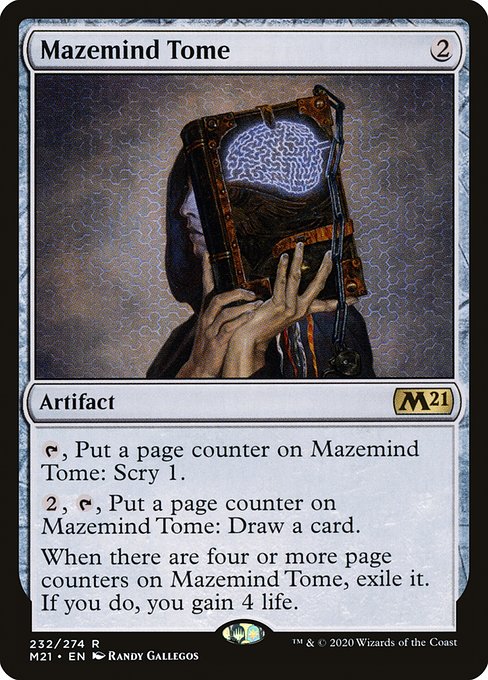 Mazemind Tome 2
Artifact M21
, Put a page counter on Mazemind
Tome: Scry 1.
2, , Put a page counter on
Mazemind Tome: Draw a card.
When there are four or more page
counters on Mazemind Tome, exile it.
If you do, you gain 4 life.
232/274 R
M21 • EN Randy Gallegos
™ & © 2020 Wizards of the Coast